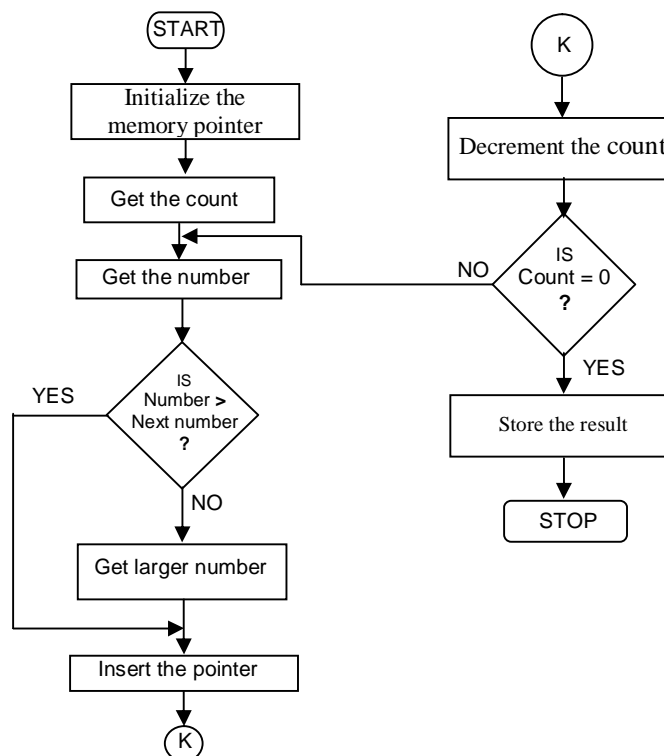 START
Initialize the
memory pointer
Get the count
Get the number
IS
Number >
Next number
?
YES
NO
Get larger number
Insert the pointer
K
K
Decrement the count
IS
Count = 0
?
NO
YES
Store the result
STOP